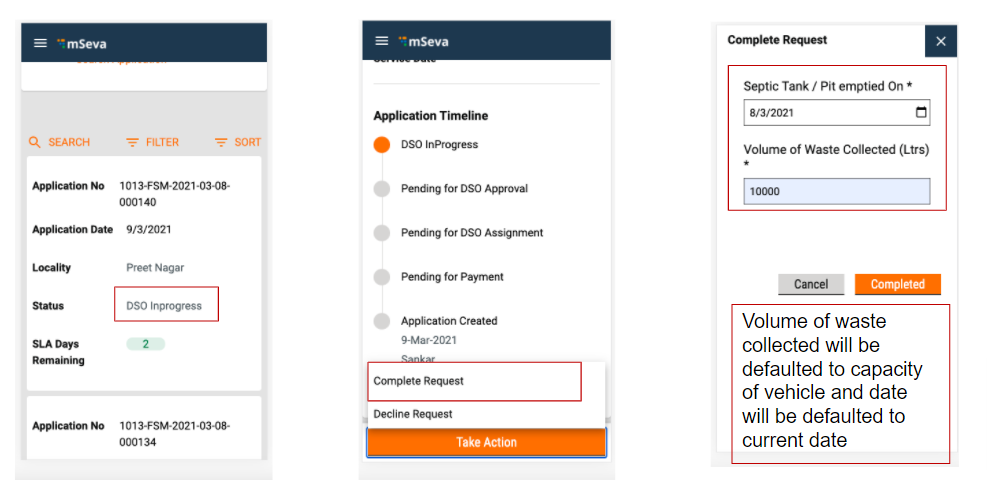 mSeva
Search Application
SEARCH
FILTER
SORT
Application No
1013-FSM-2021-03-08-
000140
Application Date
9/3/2021
Locality
Preet Nagar
Status
DSO Inprogress
SLA Days
Remaining
2
Application No
1013-FSM-2021-03-08-
000134
mSeva
Service Date
Application Timeline
DSO InProgress
Pending for DSO Approval
Pending for DSO Assignment
Pending for Payment
Application Created
9-Mar-2021
Sankar
Complete Request
Decline Request
Take Action
Complete Request
Septic Tank / Pit emptied On *
8/3/2021
Volume of Waste Collected (Ltrs)
*
10000
Cancel
Completed
Volume of waste
collected will be
defaulted to capacity
of vehicle and date
will be defaulted to
current date